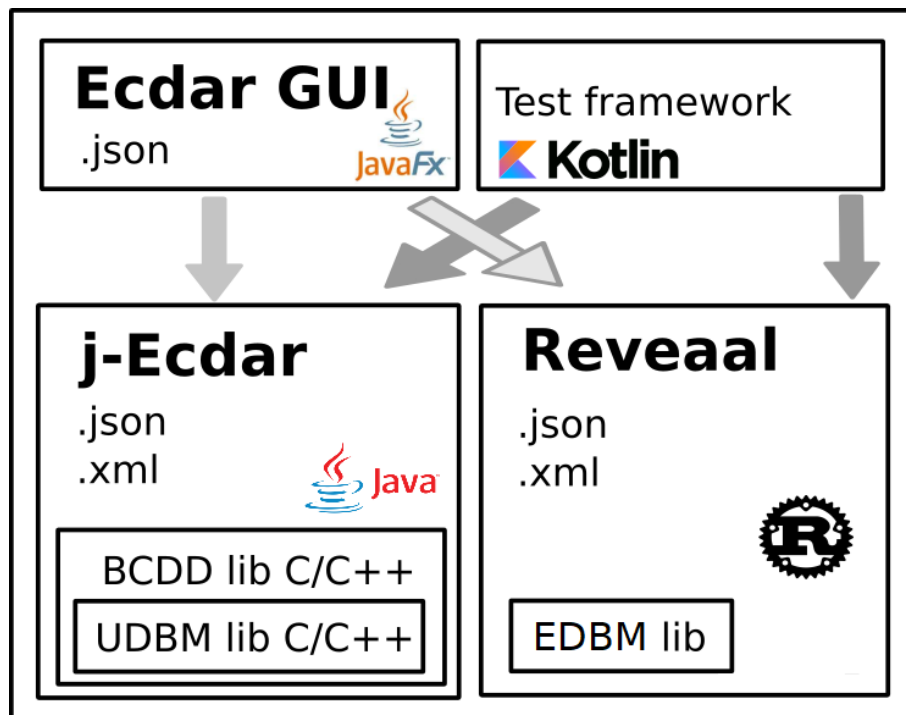 Ecdar GUI
.json
JavaFx
Test framework
Kotlin
j-Ecdar
.json
.xml
Java
BCDD lib C/C++
UDBM lib C/C++
Reveaal
.json
.xml
R
EDBM lib